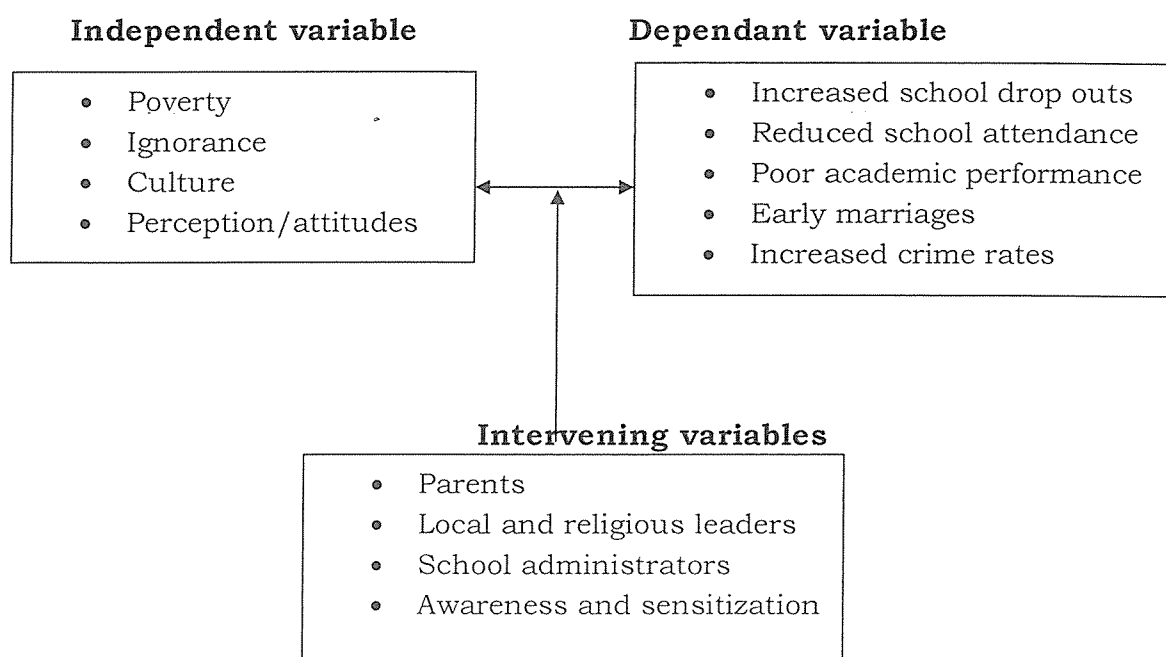 Independent variable
• Poverty
• Ignorance
• Culture
• Perception/attitudes
Dependant variable
• Increased school drop outs
• Reduced school attendance
• Poor academic performance
• Early marriages
• Increased crime rates
Intervening variables
• Parents
• Local and religious leaders
• School administrators
• Awareness and sensitization